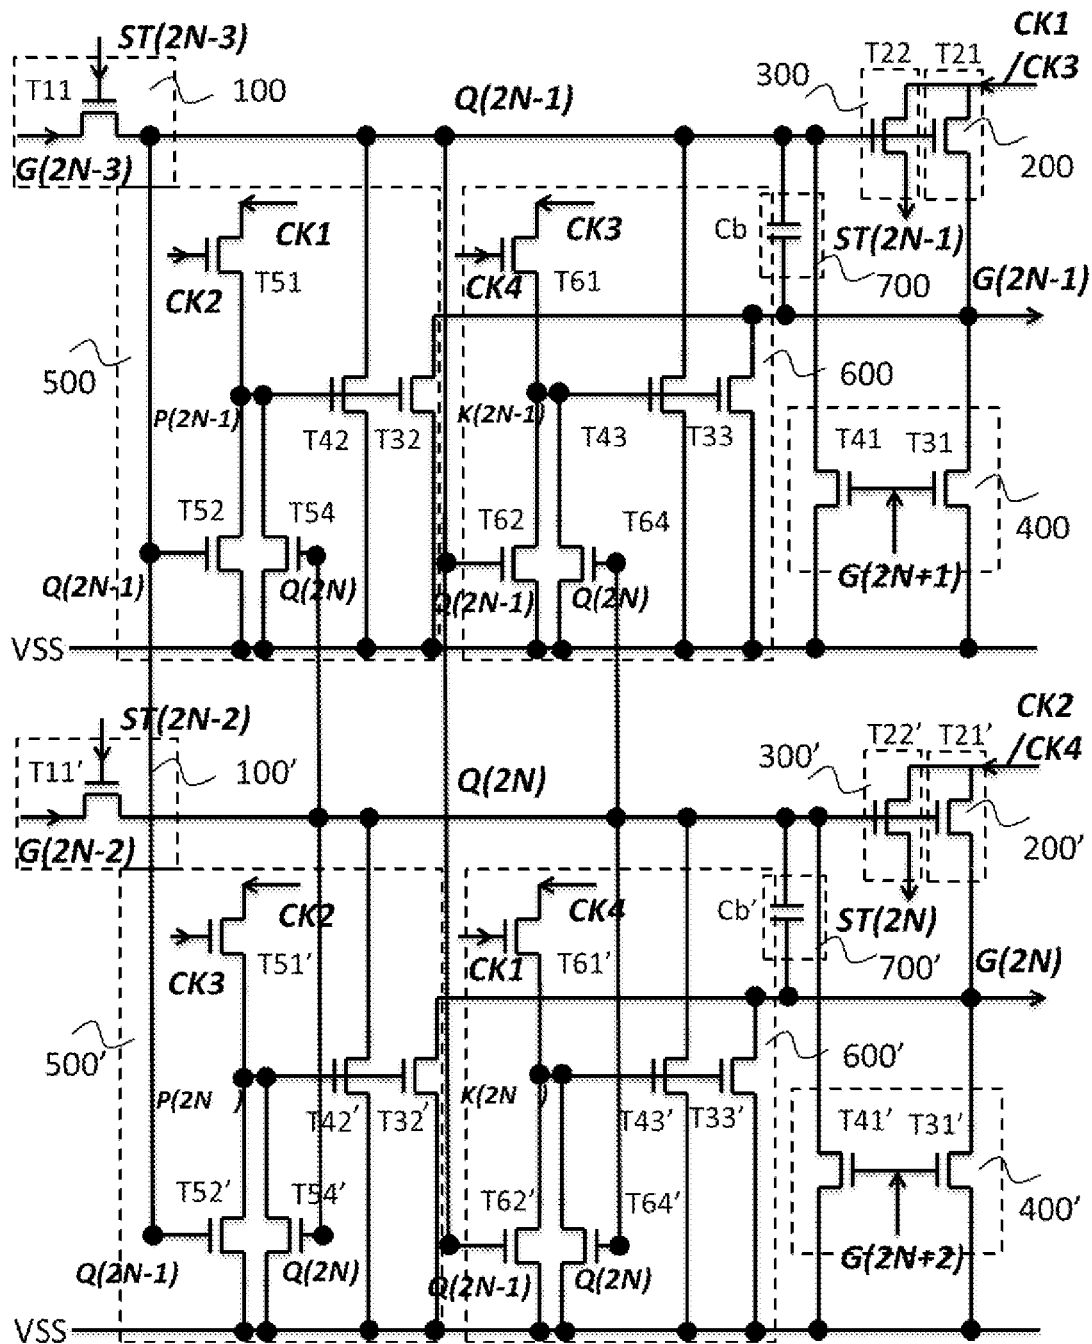 ST(2N-3)
CK1
T22 T21
/CK3
T11
100
300
Q(2N-1)
G(2N-3)
200
CK1
CK3
Cb
ST(2N-1)
T51
T61
700
G(2N-1)
CK2
CK4
500
600
P(2N-1)
K(2N-1)
T42 T32
T43 T33
T41 T31
T52 T54
T62 T64
400
Q(2N-1)
Q(2N)
Q(2N-1)
Q(2N)
G(2N+1)
VSS
ST(2N-2)
CK2
T22' T21'
/CK4
T11'
100'
300'
Q(2N)
G(2N-2)
200'
CK2
CK4
Cb'
ST(2N)
T51'
T61'
700'
G(2N)
CK3
CK1
500'
600'
P(2N )
K(2N )
T42' T32'
T43' T33'
T41' T31'
T52' T54'
T62' T64'
400'
Q(2N-1)
Q(2N)
Q(2N-1)
Q(2N)
G(2N+2)
VSS